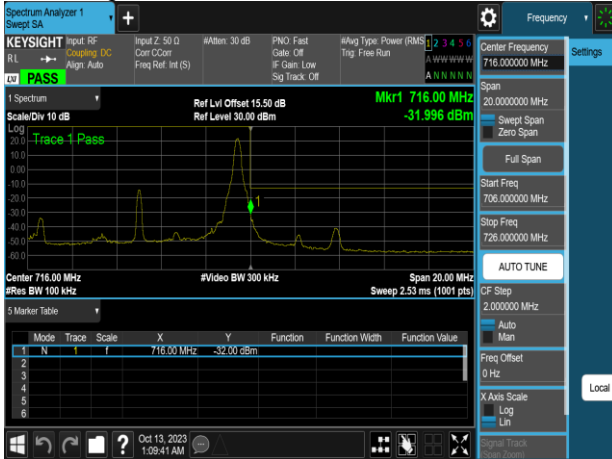 Spectrum Analyzer 1
Swept SA
+
Frequency
KEYSIGHT
Input: RF
Coupling: DC
Align: Auto
Input Z: 50 Ω
Corr CCorr
Freq Ref: Int (S)
#Atten: 30 dB
PNO: Fast
Gate: Off
IF Gain: Low
Sig Track: Off
#Avg Type: Power (RMS
Trig: Free Run
1 2 3 4 5 6
A W W W W W
A N N N N N
RL
LXI
PASS
Center Frequency
716.000000 MHz
Settings
Span
20.0000000 MHz
Swept Span
Zero Span
Full Span
Start Freq
706.000000 MHz
Stop Freq
726.000000 MHz
AUTO TUNE
CF Step
2.000000 MHz
Auto
Man
Freq Offset
0 Hz
X Axis Scale
Log
Lin
Signal Track
(Span Zoom)
Local
1 Spectrum
Scale/Div 10 dB
Ref Lvl Offset 15.50 dB
Ref Level 30.00 dBm
Mkr1 716.00 MHz
-31.996 dBm
Log
Trace 1 Pass
20.0
10.0
0.00
-10.0
-20.0
-30.0
-40.0
-50.0
-60.0
1
Center 716.00 MHz
#Video BW 300 kHz
Span 20.00 MHz
#Res BW 100 kHz
Sweep 2.53 ms (1001 pts)
5 Marker Table
Mode Trace Scale X Y Function Function Width Function Value
1 N 1 f 716.00 MHz -32.00 dBm
2
3
4
5
6
?
Oct 13, 2023
1:09:41 AM